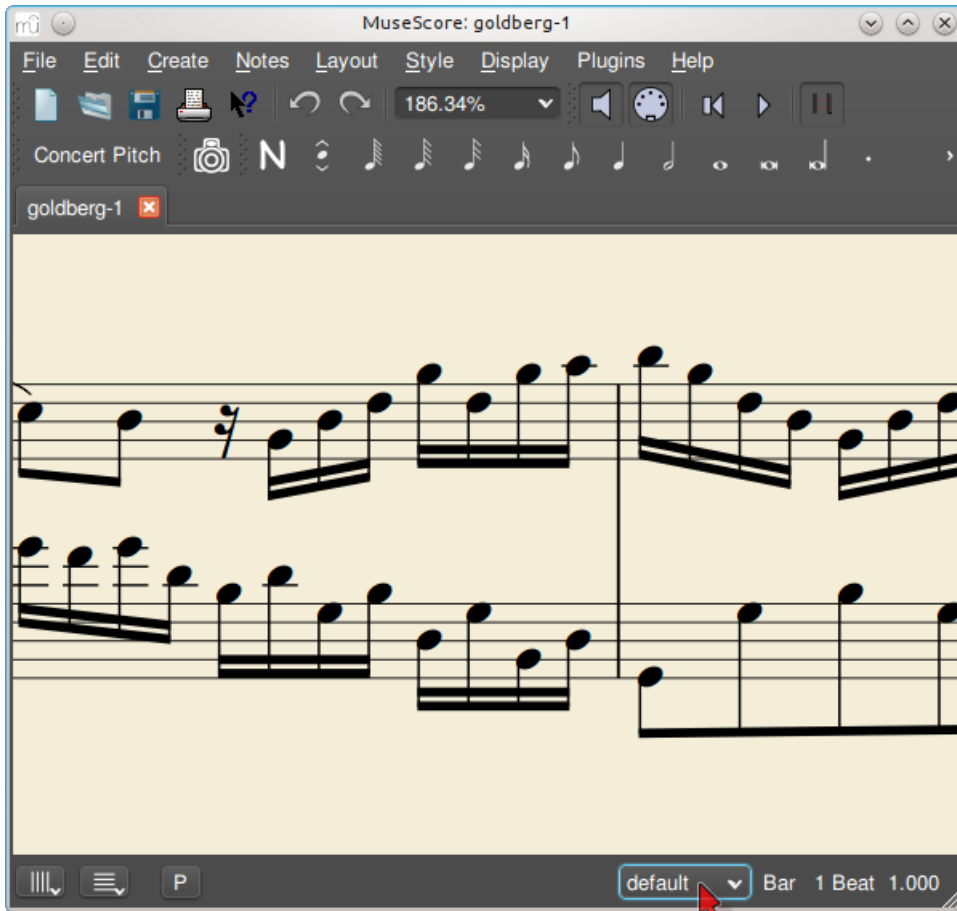 MuseScore: goldberg-1
File Edit Create Notes Layout Style Display Plugins Help
186.34%
Concert Pitch N
goldberg-1
P default Bar 1 Beat 1.000